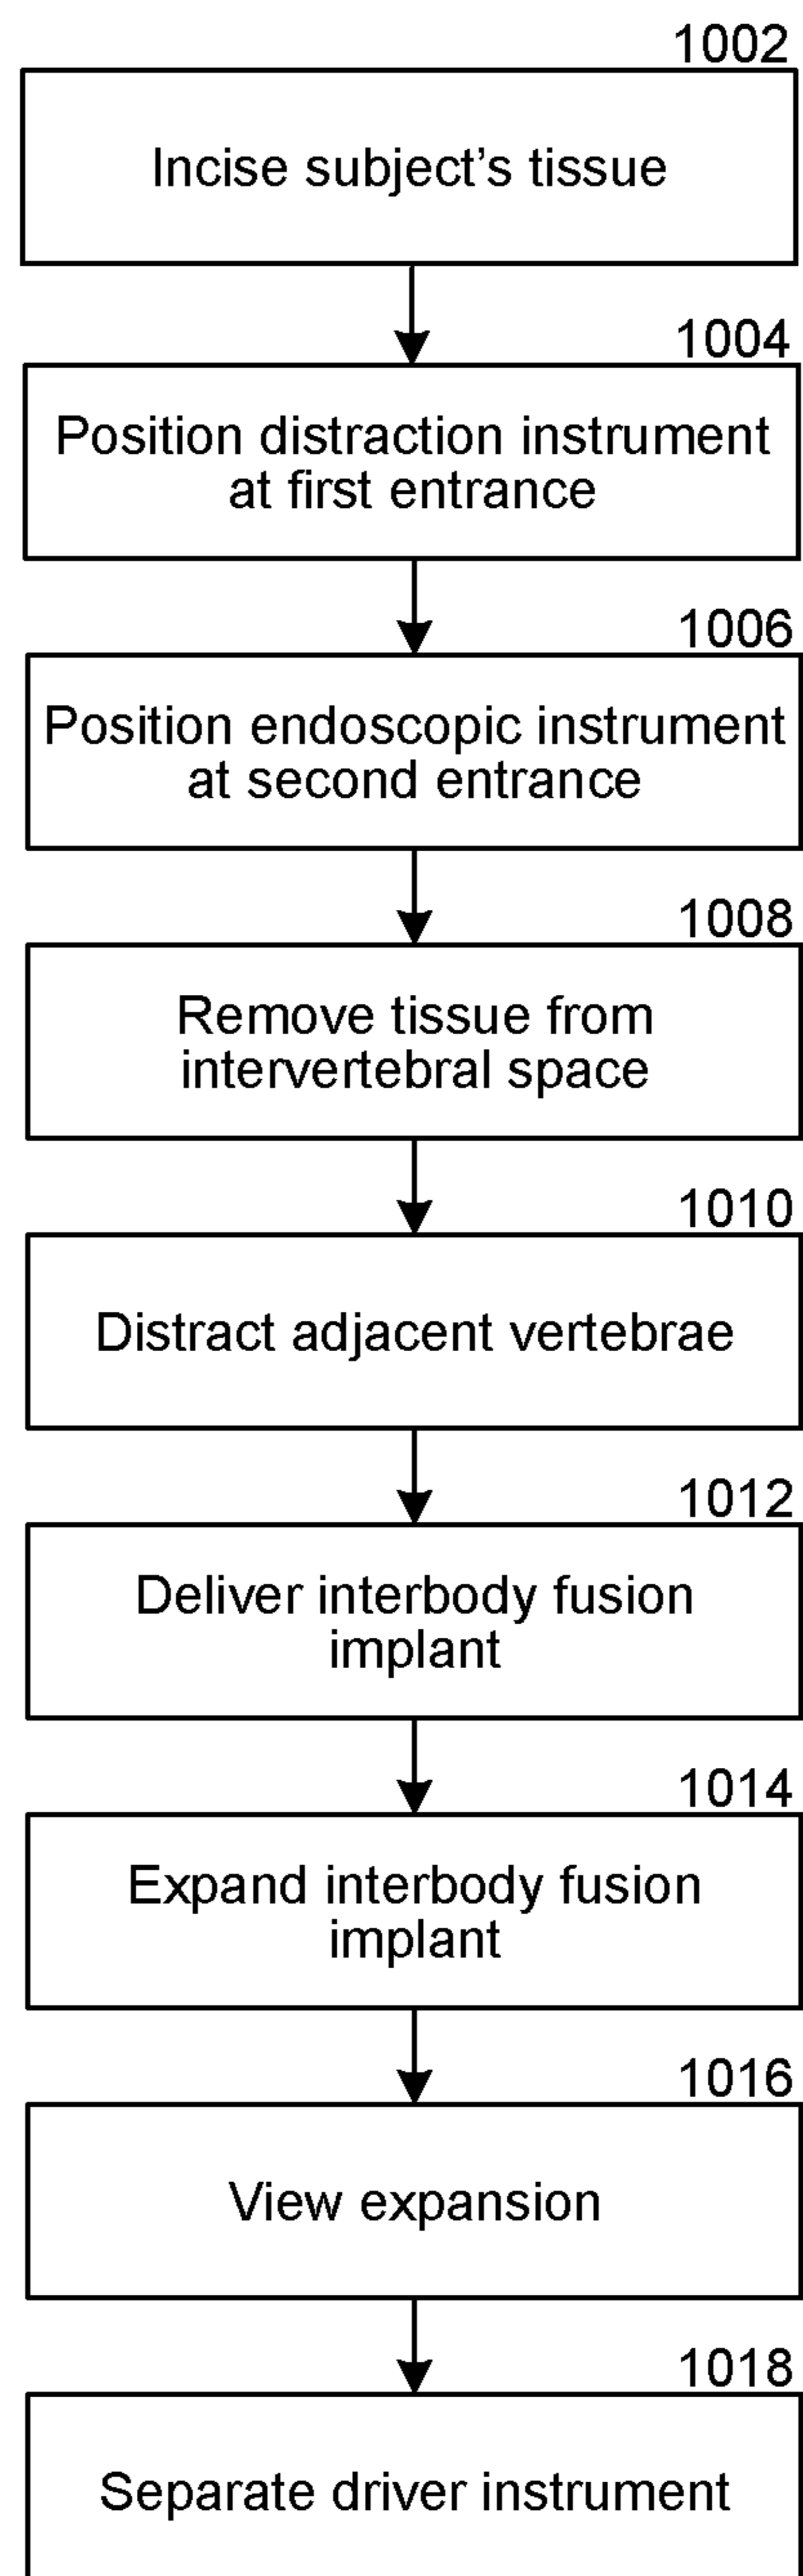 1002
Incise subject’s tissue
1004
Position distraction instrument
at first entrance
1006
Position endoscopic instrument
at second entrance
1008
Remove tissue from
intervertebral space
1010
Distract adjacent vertebrae
1012
Deliver interbody fusion
implant
1014
Expand interbody fusion
implant
1016
View expansion
1018
Separate driver instrument